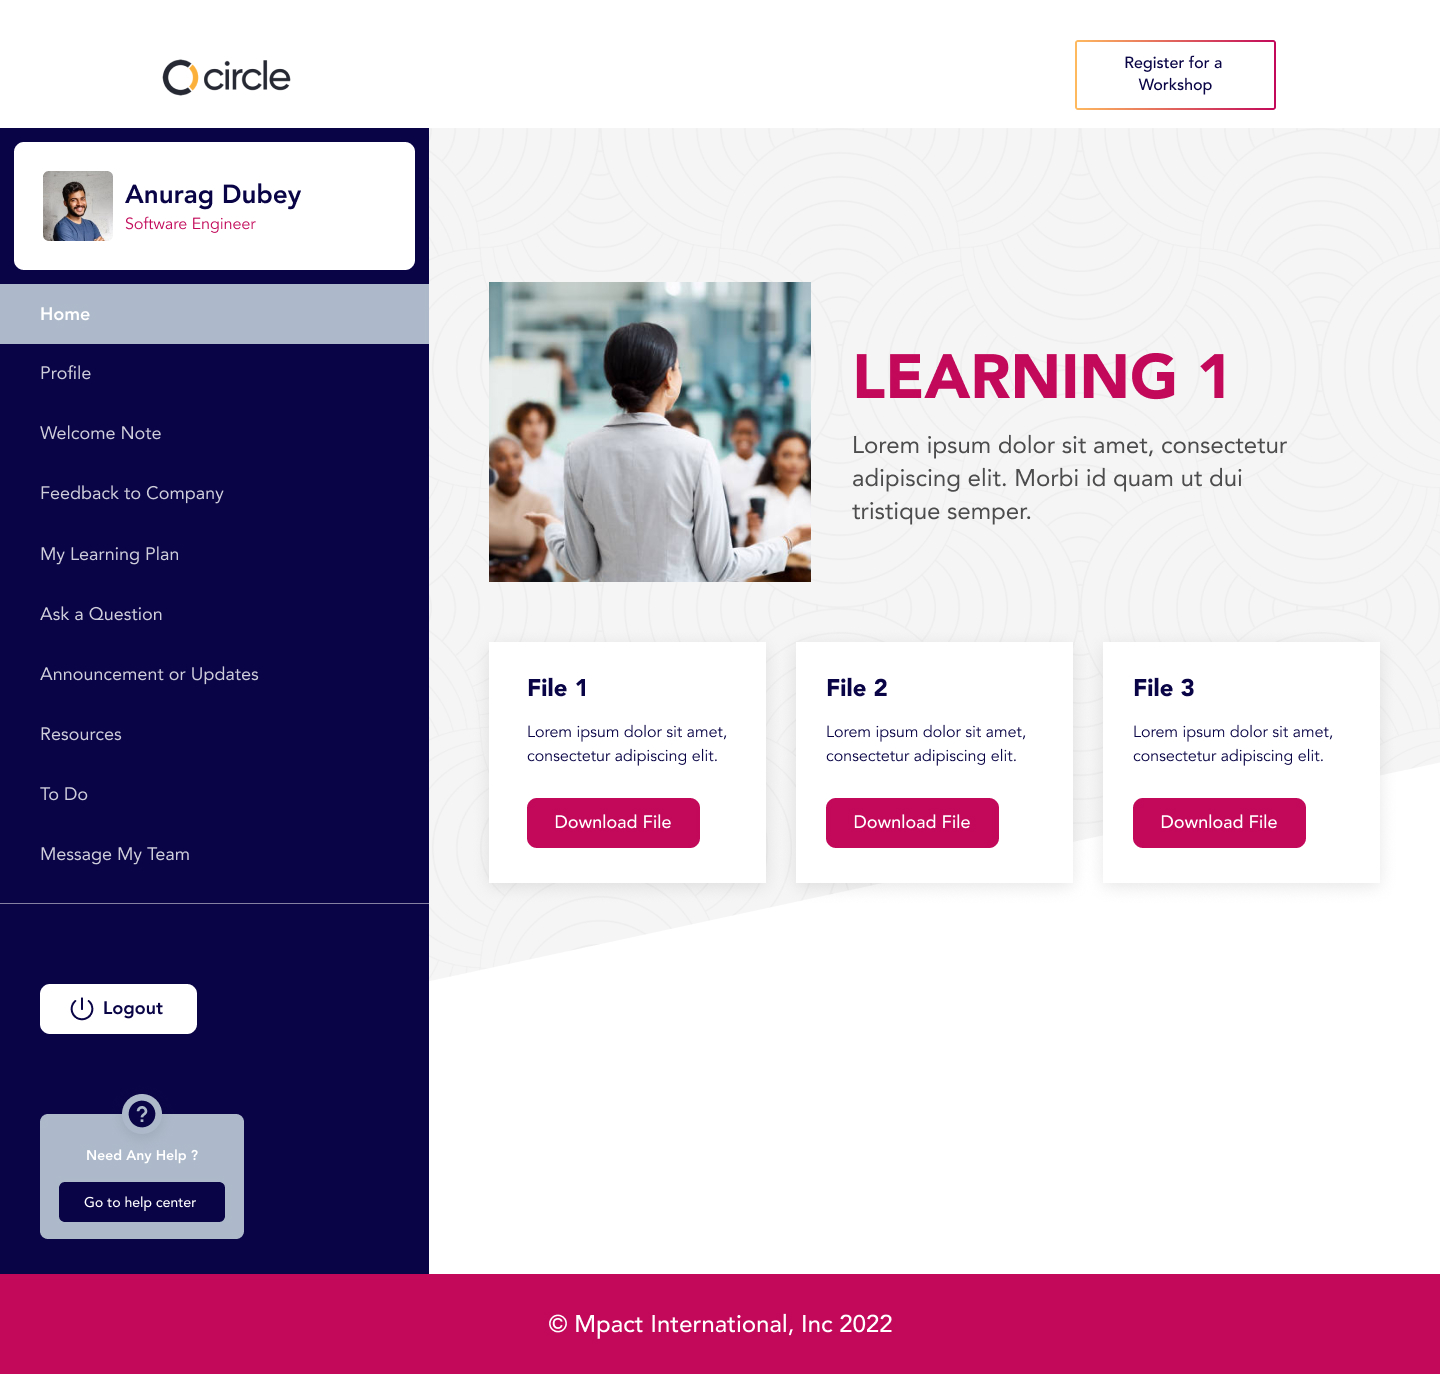 circle
Register for a
Workshop
Anurag Dubey
Software Engineer
Home
Profile
Welcome Note
Feedback to Company
My Learning Plan
Ask a Question
Announcement or Updates
Resources
To Do
Message My Team
Logout
?
Need Any Help ?
Go to help center
LEARNING 1
Lorem ipsum dolor sit amet, consectetur
adipiscing elit. Morbi id quam ut dui
tristique semper.
File 1
Lorem ipsum dolor sit amet,
consectetur adipiscing elit.
Download File
File 2
Lorem ipsum dolor sit amet,
consectetur adipiscing elit.
Download File
File 3
Lorem ipsum dolor sit amet,
consectetur adipiscing elit.
Download File
© Mpact International, Inc 2022